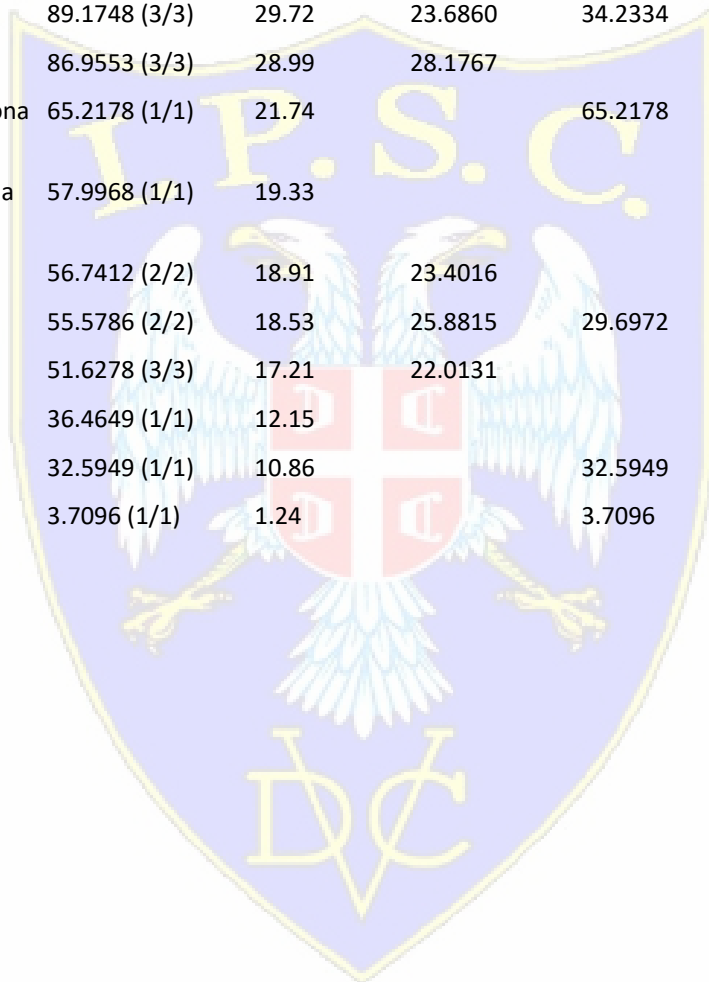 89.1748 (3/3) 29.72 23.6860 34.2334
86.9553 (3/3) 28.99 28.1767
ona 65.2178 (1/1) 21.74 65.2178
a 57.9968 (1/1) 19.33
56.7412 (2/2) 18.91 23.4016
55.5786 (2/2) 18.53 25.8815 29.6972
51.6278 (3/3) 17.21 22.0131
36.4649 (1/1) 12.15
32.5949 (1/1) 10.86 32.5949
3.7096 (1/1) 1.24 3.7096
I. P. S. C.
DVC